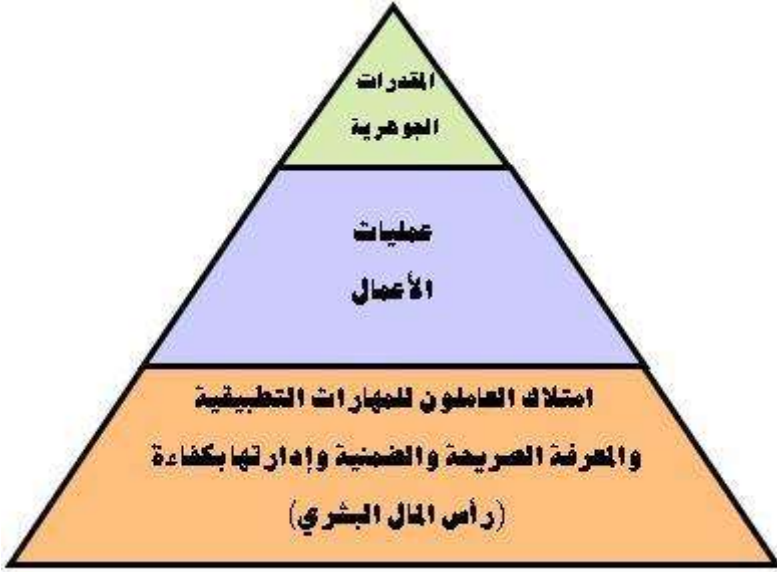 المقدرات
الجوهرية
عمليات
الأعمال
امتلاك العاملون للمهارات التطبيقية
والمعرفة الصريحة والضمنية وإدارتها بكفاءة
(رأس المال البشري)